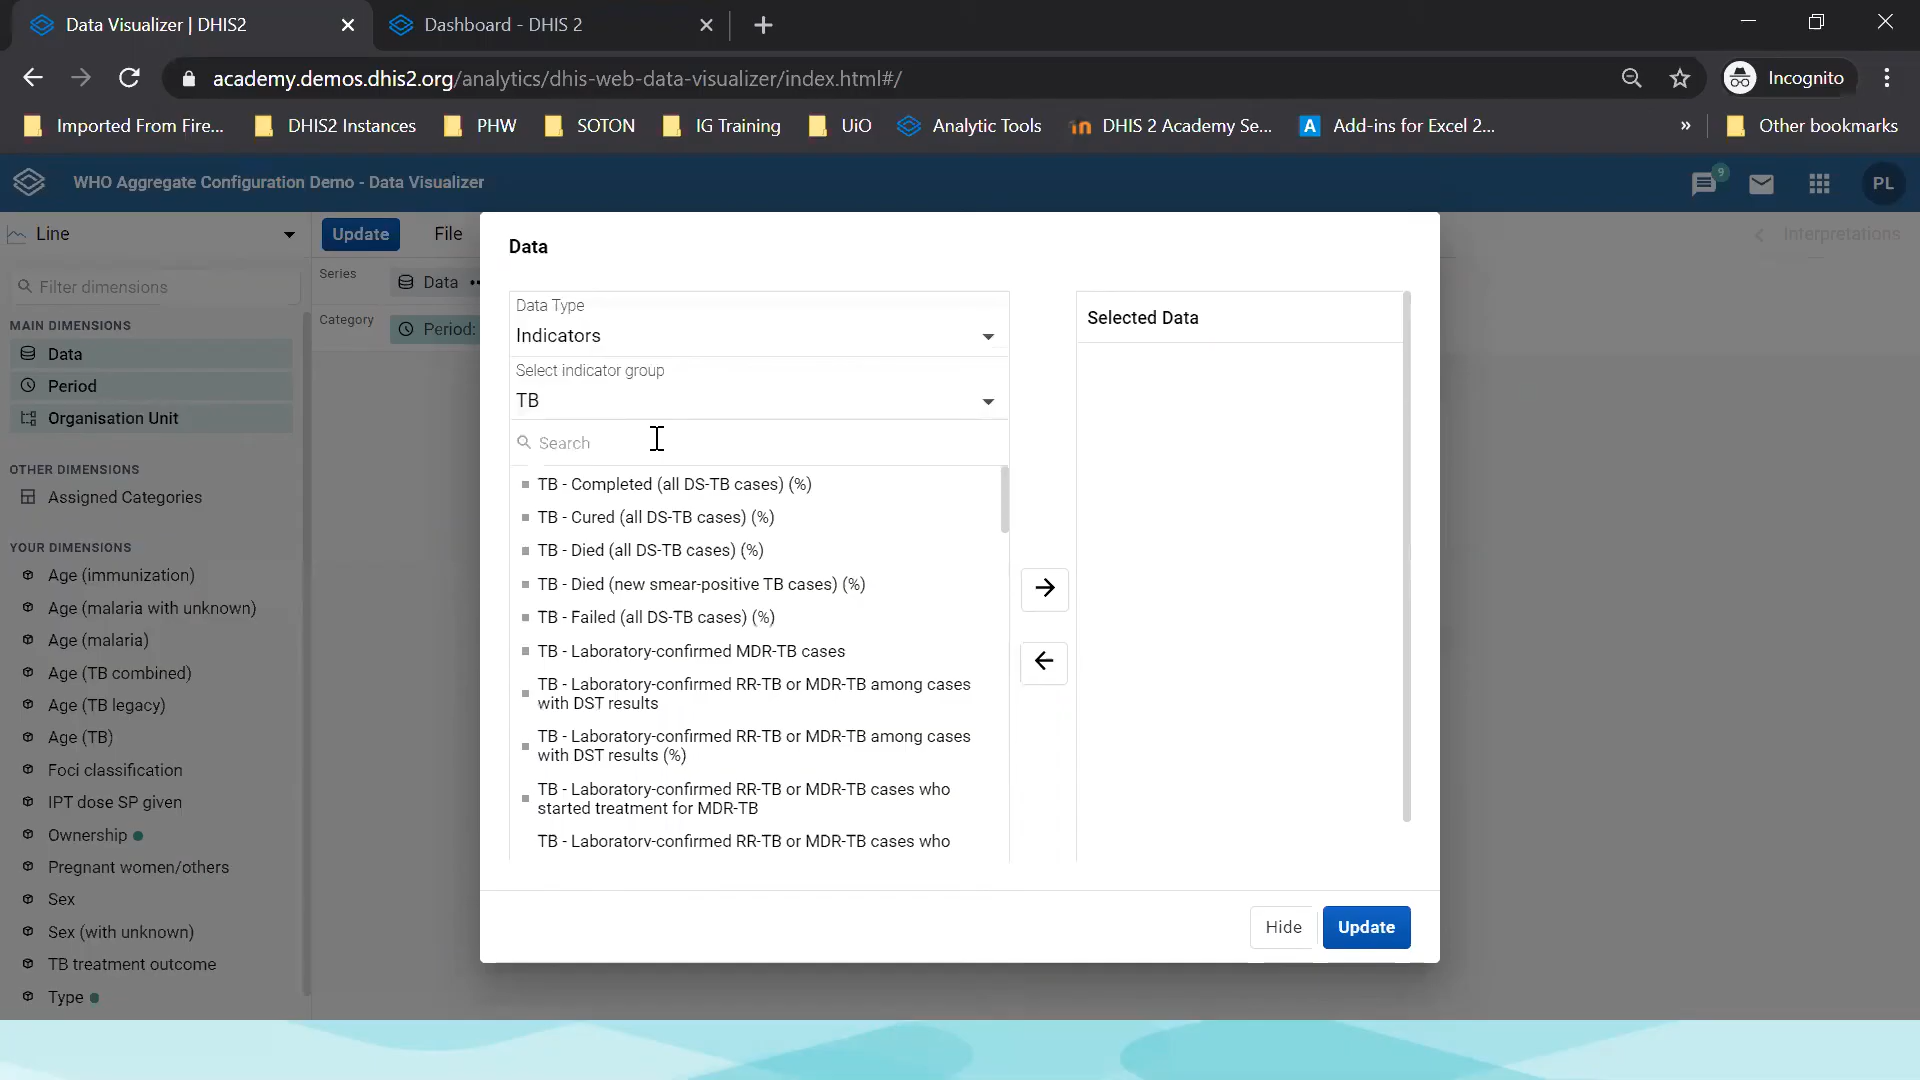 Data Visualizer | DHIS2
Dashboard - DHIS 2
academy.demos.dhis2.org/analytics/dhis-web-data-visualizer/index.html#/
Incognito
Imported From Fire...
DHIS2 Instances
PHW
SOTON
IG Training
UiO
Analytic Tools
DHIS 2 Academy Se...
A
Add-ins for Excel 2...
»
Other bookmarks
WHO Aggregate Configuration Demo - Data Visualizer
9
PL
Line
Update
File
Interpretations
Filter dimensions
Series
Data
Category
Period:
MAIN DIMENSIONS
Data
Period
Organisation Unit
OTHER DIMENSIONS
Assigned Categories
YOUR DIMENSIONS
Age (immunization)
Age (malaria with unknown)
Age (malaria)
Age (TB combined)
Age (TB legacy)
Age (TB)
Foci classification
IPT dose SP given
Ownership
Pregnant women/others
Sex
Sex (with unknown)
TB treatment outcome
Type
Data
Data Type
Indicators
Select indicator group
TB
Search
TB - Completed (all DS-TB cases) (%)
TB - Cured (all DS-TB cases) (%)
TB - Died (all DS-TB cases) (%)
TB - Died (new smear-positive TB cases) (%)
TB - Failed (all DS-TB cases) (%)
TB - Laboratory-confirmed MDR-TB cases
TB - Laboratory-confirmed RR-TB or MDR-TB among cases
with DST results
TB - Laboratory-confirmed RR-TB or MDR-TB among cases
with DST results (%)
TB - Laboratory-confirmed RR-TB or MDR-TB cases who
started treatment for MDR-TB
TB - Laboratory-confirmed RR-TB or MDR-TB cases who
Selected Data
Hide
Update